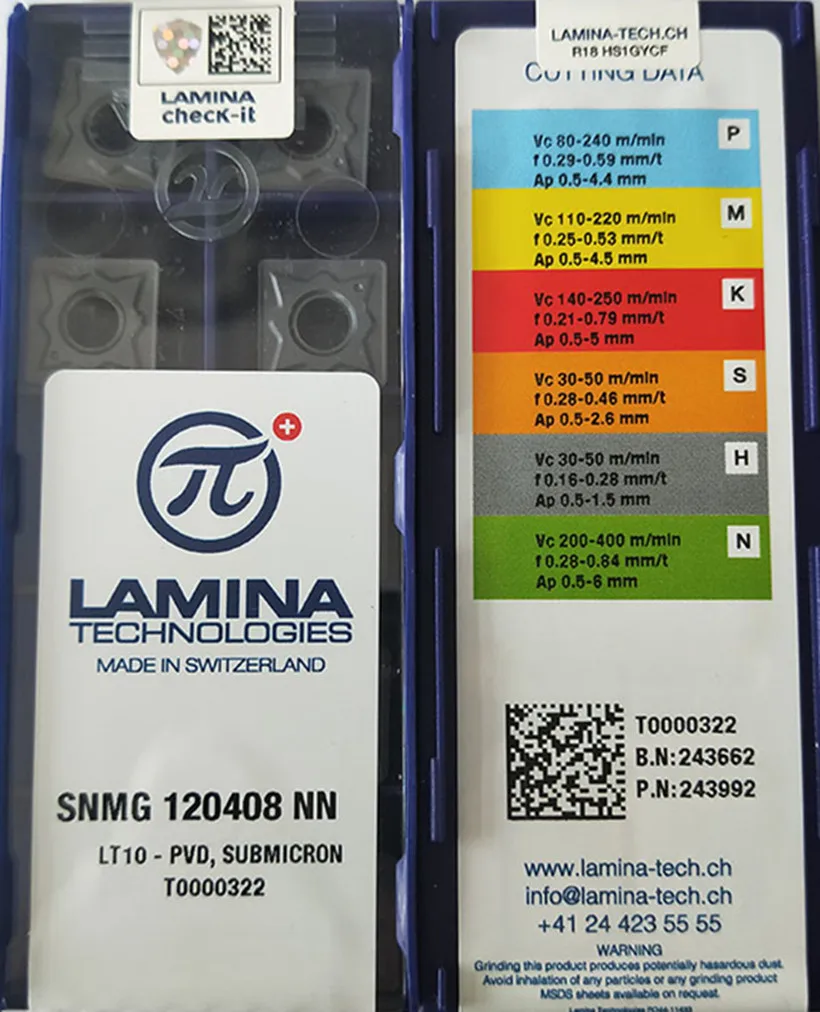 LAMINA
check-it
π
LAMINA
TECHNOLOGIES
MADE IN SWITZERLAND
SNMG 120408 NN
LT10 - PVD, SUBMICRON
T0000322
LAMINA-TECH.CH
R18 HS1GYCF
CUTTING DATA
P
Vc 80-240 m/min
f 0.29-0.59 mm/t
Ap 0.5-4.4 mm
M
Vc 110-220 m/min
f 0.25-0.53 mm/t
Ap 0.5-4.5 mm
K
Vc 140-250 m/min
f 0.21-0.79 mm/t
Ap 0.5-5 mm
S
Vc 30-50 m/min
f 0.28-0.46 mm/t
Ap 0.5-2.6 mm
H
Vc 30-50 m/min
f 0.16-0.28 mm/t
Ap 0.5-1.5 mm
N
Vc 200-400 m/min
f 0.28-0.84 mm/t
Ap 0.5-6 mm
T0000322
B.N:243662
P.N:243992
www.lamina-tech.ch
info@lamina-tech.ch
+41 24 423 55 55
WARNING
Grinding this product produces potentially hazardous dust.
Avoid inhalation of any particles or any grinding product
MSDS sheets available on request.
Lamina Technologies